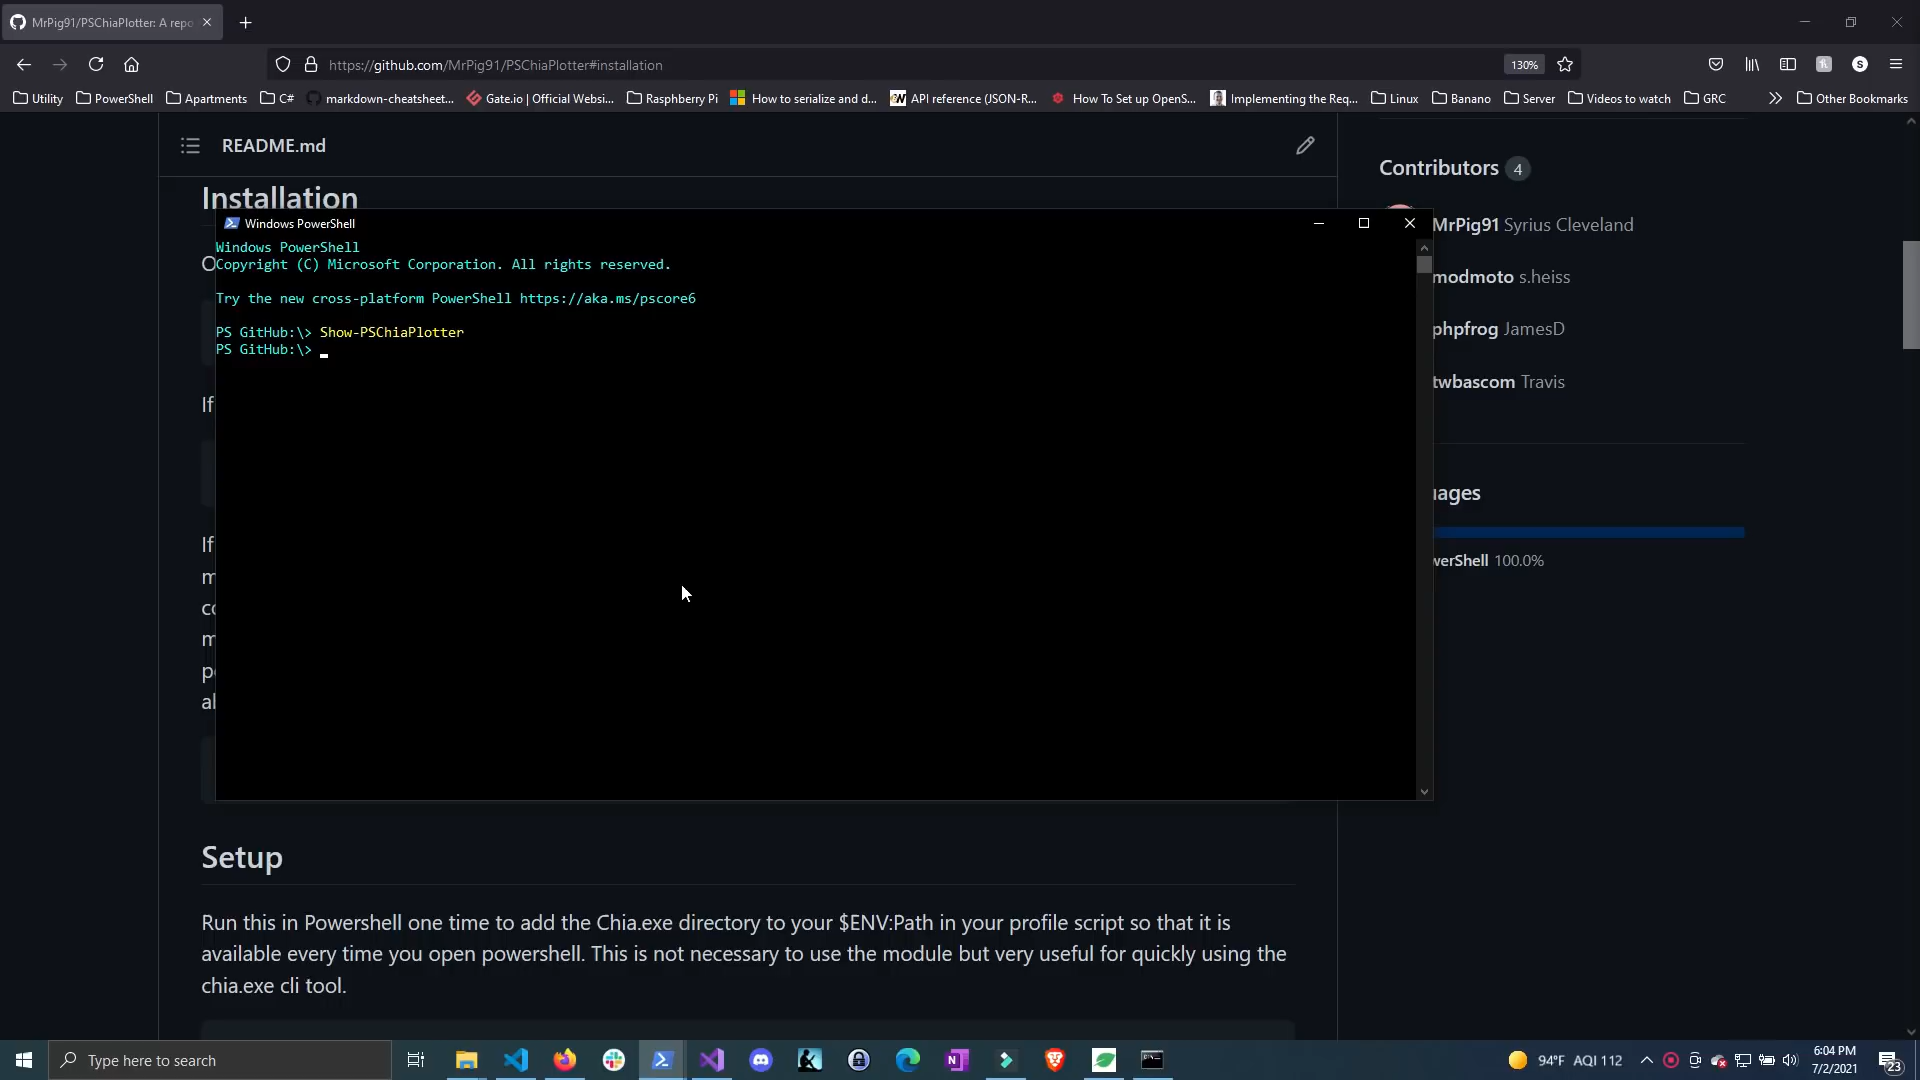 MrPig91/PSChiaPlotter: A repo
https://github.com/MrPig91/PSChiaPlotter#installation
130%
Utility
PowerShell
Apartments
C#
markdown-cheatsheet...
Gate.io | Official Websi...
Raspberry Pi
How to serialize and d...
API reference (JSON-R...
How To Set up OpenS...
Implementing the Req...
Linux
Banano
Server
Videos to watch
GRC
Other Bookmarks
README.md
Installation
Contributors 4
MrPig91 Syrius Cleveland
modmoto s.heiss
phpfrog JamesD
twbascom Travis
uages
werShell 100.0%
Windows PowerShell
Windows PowerShell
Copyright (C) Microsoft Corporation. All rights reserved.
Try the new cross-platform PowerShell https://aka.ms/pscore6
PS GitHub:\> Show-PSChiaPlotter
PS GitHub:\>
If
If
m
co
m
p
al
Setup
Run this in Powershell one time to add the Chia.exe directory to your $ENV:Path in your profile script so that it is
available every time you open powershell. This is not necessary to use the module but very useful for quickly using the
chia.exe cli tool.
Type here to search
94°F AQI 112
6:04 PM
7/2/2021
23